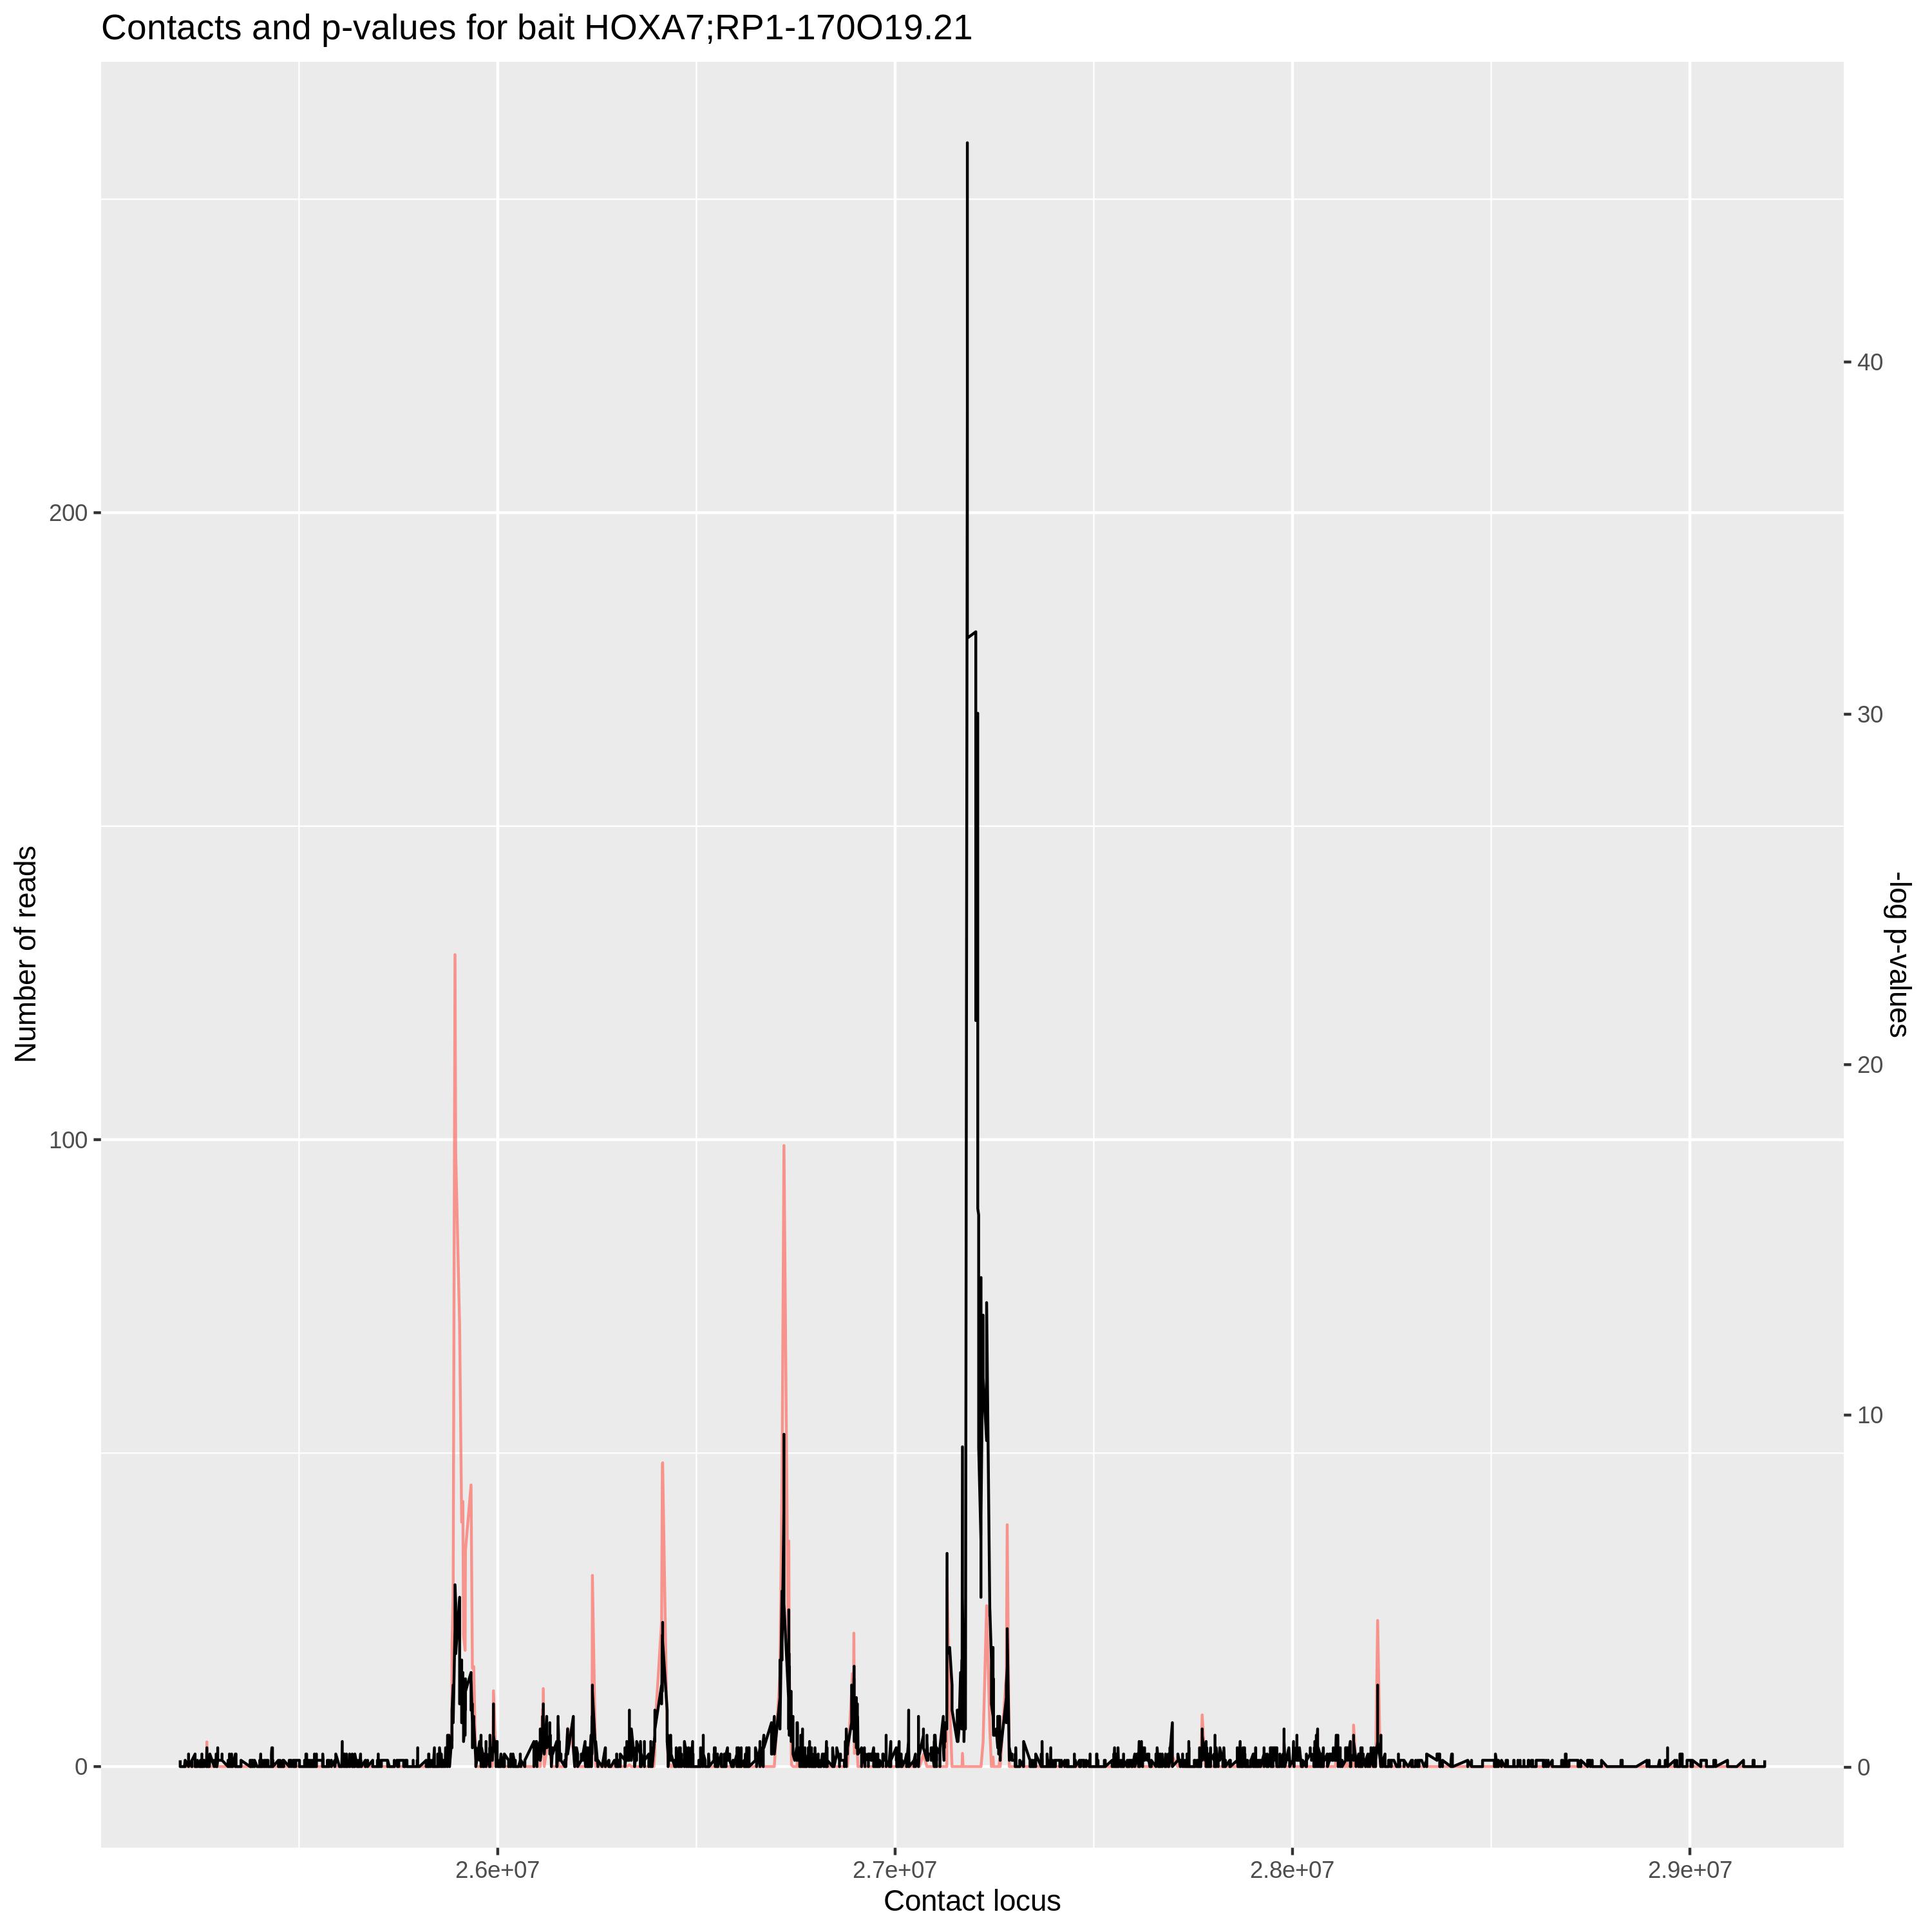 Contacts and p-values for bait HOXA7;RP1-170O19.21
Number of reads
200
100
0
40
30
20
10
0
-log p-values
2.6e+07
2.7e+07
2.8e+07
2.9e+07
Contact locus